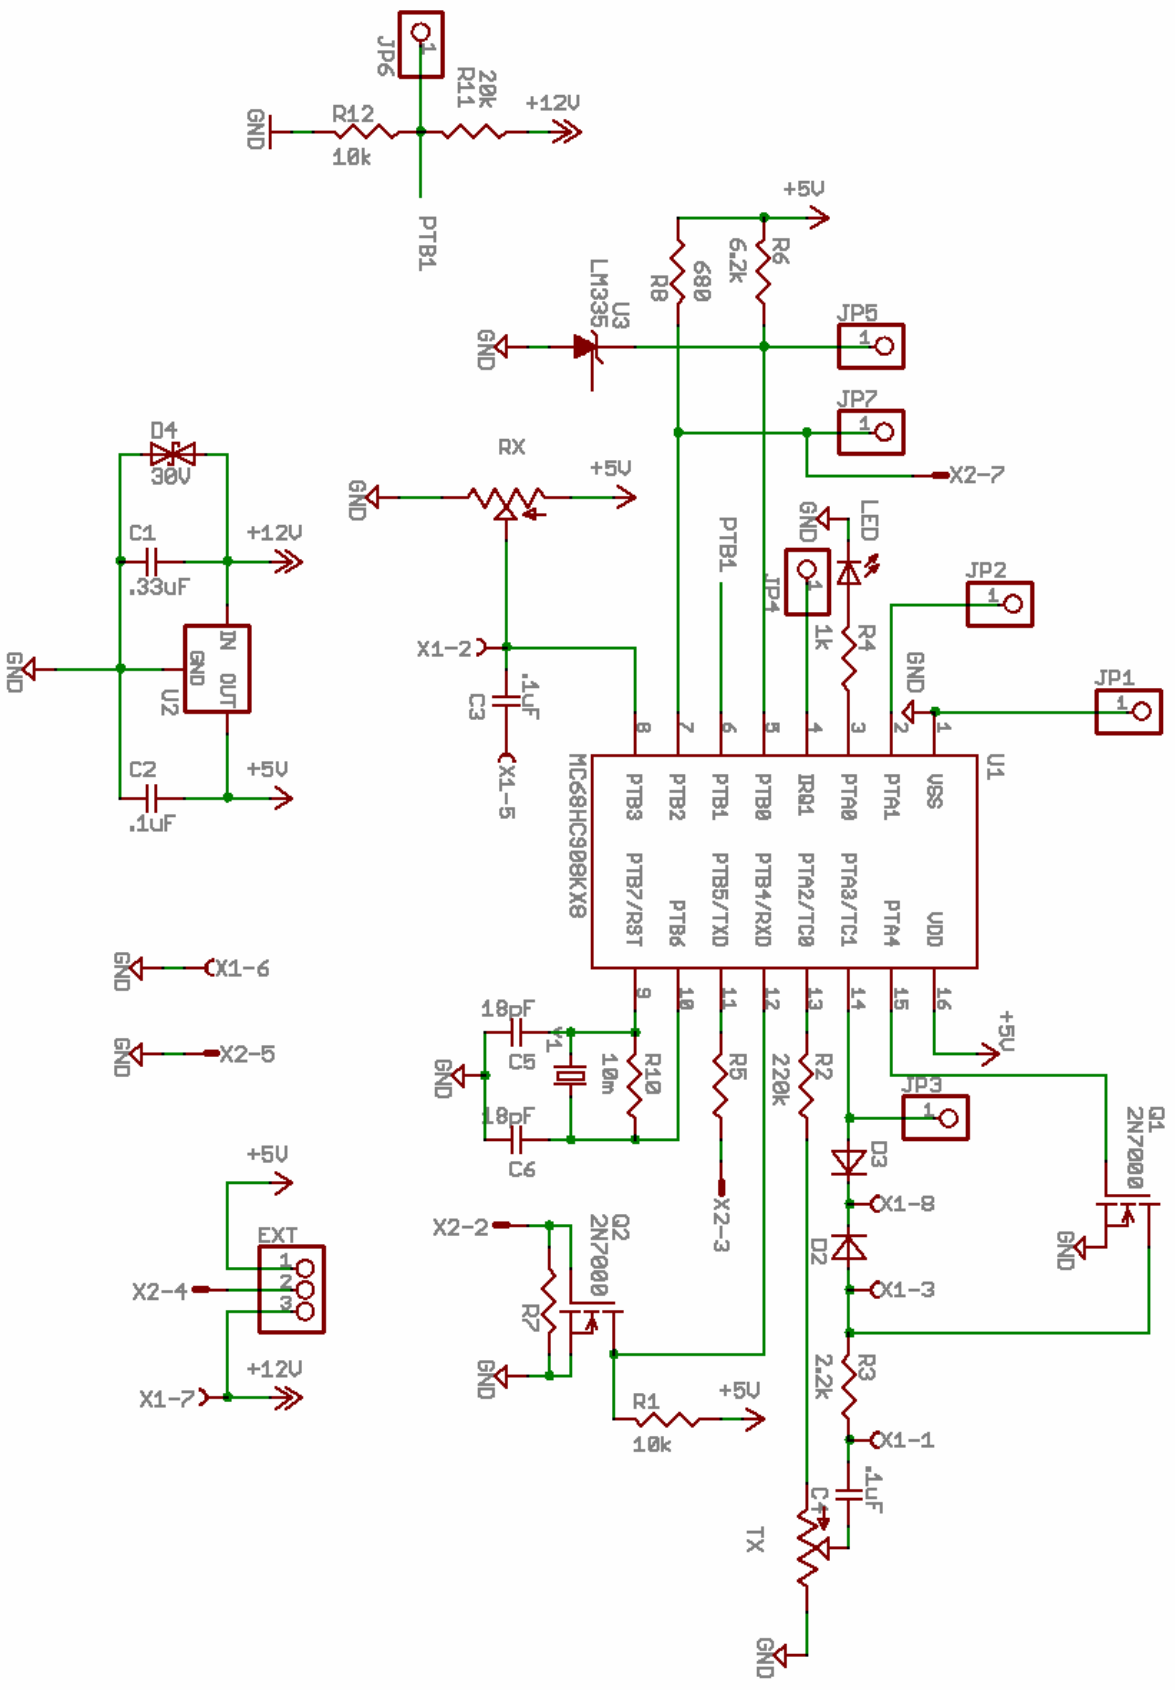 JP6
1
R11
20k
+12V
R12
10k
GND
PTB1
+5V
R6
6.2k
R8
680
U3
LM335
GND
JP5
1
JP7
1
X2-7
D4
30V
C1
.33uF
+12V
IN
GND
OUT
U2
GND
C2
.1uF
+5V
RX
+5V
GND
X1-2
C3
.1uF
X1-5
PTB1
GND
LED
JP4
1
1k
R4
JP2
1
GND
JP1
1
8
7
6
5
4
3
2
1
U1
MC68HC908KX8
PTB3
PTB2
PTB1
PTB0
IRQ1
PTA0
PTA1
VSS
PTB7/RST
PTB6
PTB5/TXD
PTB4/RXD
PTA2/TC0
PTA3/TC1
PTA4
VDD
9
10
11
12
13
14
15
16
GND
X1-6
GND
X2-5
18pF
C5
Y1
10m
R10
GND
18pF
C6
R5
X2-3
220k
R2
+5V
JP3
1
Q1
2N7000
GND
D3
X1-8
D2
X1-3
R3
2.2k
X1-1
.1uF
C4
TX
GND
X2-2
Q2
2N7000
R7
GND
R1
10k
+5V
+5V
EXT
1
2
3
X2-4
+12V
X1-7